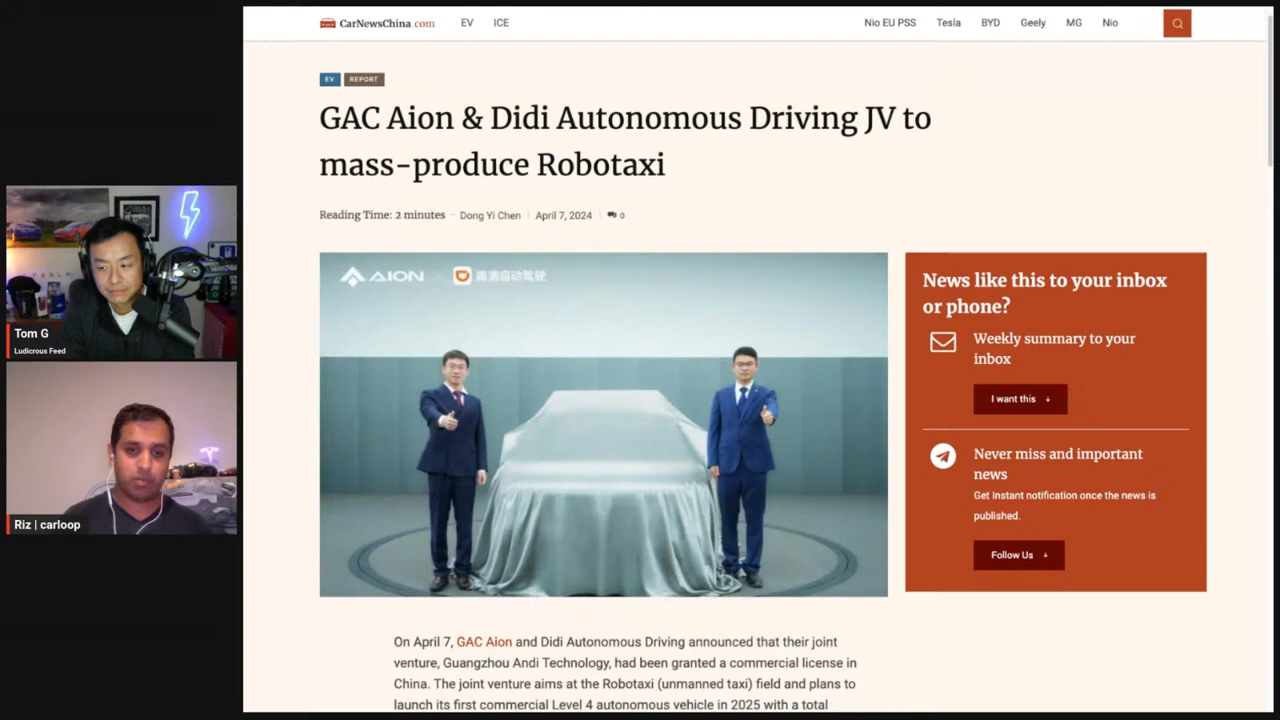 CarNewsChina.com
EV
ICE
Nio EU PSS
Tesla
BYD
Geely
MG
Nio
EV
REPORT
GAC Aion & Didi Autonomous Driving JV to
mass-produce Robotaxi
Reading Time: 2 minutes
Dong Yi Chen
April 7, 2024
0
AION
滴滴自动驾驶
News like this to your inbox
or phone?
Weekly summary to your
inbox
I want this
Never miss and important
news
Get Instant notification once the news is
published.
Follow Us
Tom G
Ludicrous Feed
Riz | carloop
On April 7, GAC Aion and Didi Autonomous Driving announced that their joint
venture, Guangzhou Andi Technology, had been granted a commercial license in
China. The joint venture aims at the Robotaxi (unmanned taxi) field and plans to
launch its first commercial Level 4 autonomous vehicle in 2025 with a total